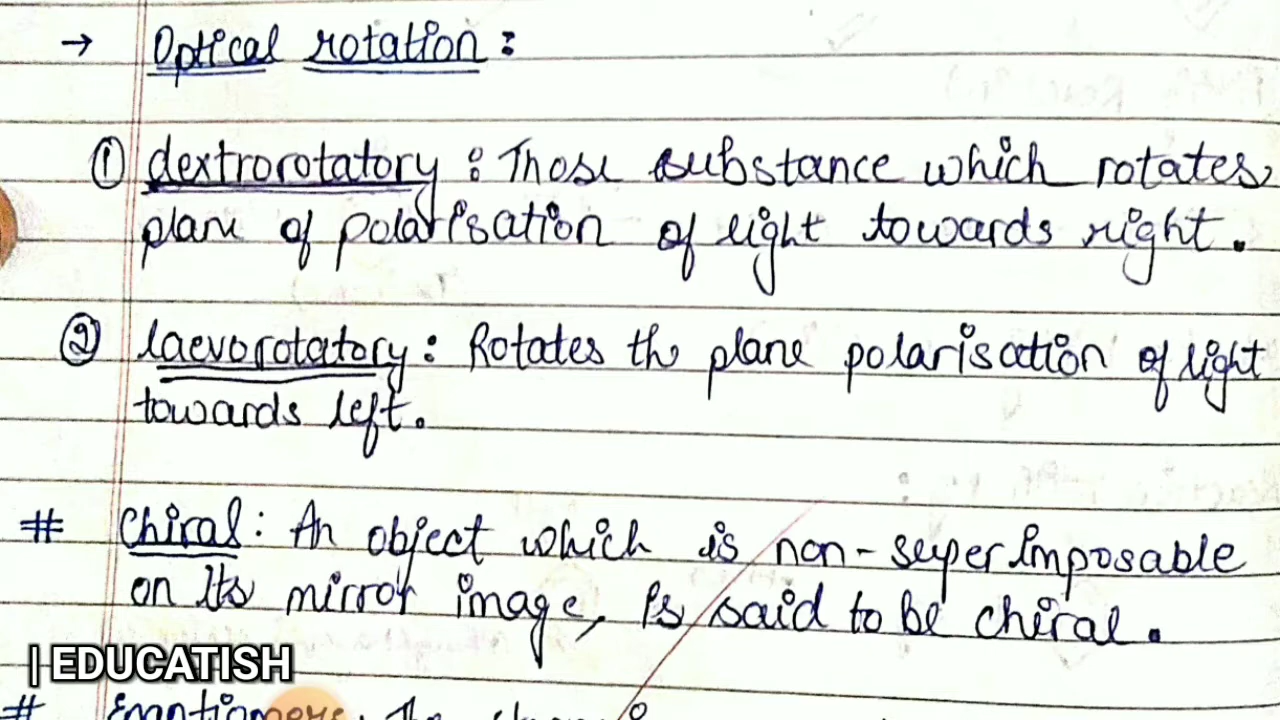 → Optical rotation :
① dextrorotatory : Those substance which rotates
plane of polarisation of light towards right.
② laevorotatory : Rotates the plane polarisation of light
towards left.
# Chiral : An object which is non-superimposable
on its mirror image, is said to be chiral.
| EDUCATISH
# Enantiomers : The